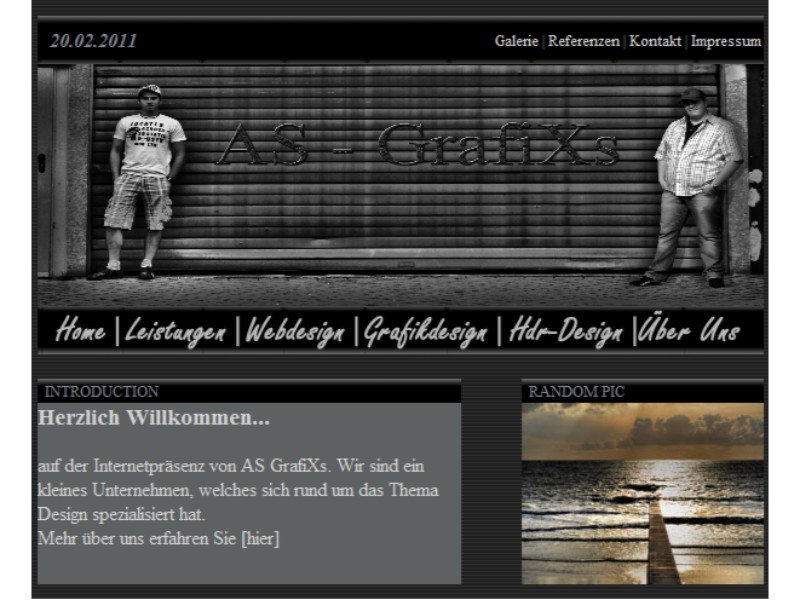 20.02.2011
Galerie | Referenzen | Kontakt | Impressum
AS - GrafiXs
Home | Leistungen | Webdesign | Grafikdesign | Hdr-Design | Über Uns
INTRODUCTION
Herzlich Willkommen...
auf der Internetpräsenz von AS GrafiXs. Wir sind ein
kleines Unternehmen, welches sich rund um das Thema
Design spezialisiert hat.
Mehr über uns erfahren Sie [hier]
RANDOM PIC